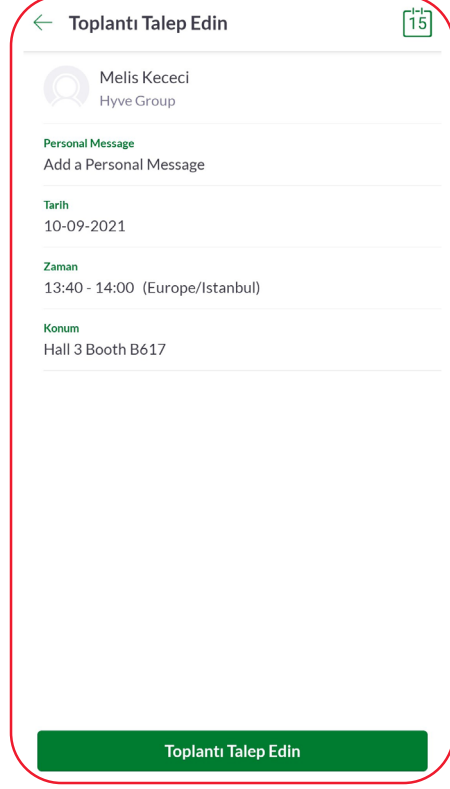 Toplantı Talep Edin
15
Melis Kececi
Hyve Group
Personal Message
Add a Personal Message
Tarih
10-09-2021
Zaman
13:40 - 14:00 (Europe/Istanbul)
Konum
Hall 3 Booth B617
Toplantı Talep Edin